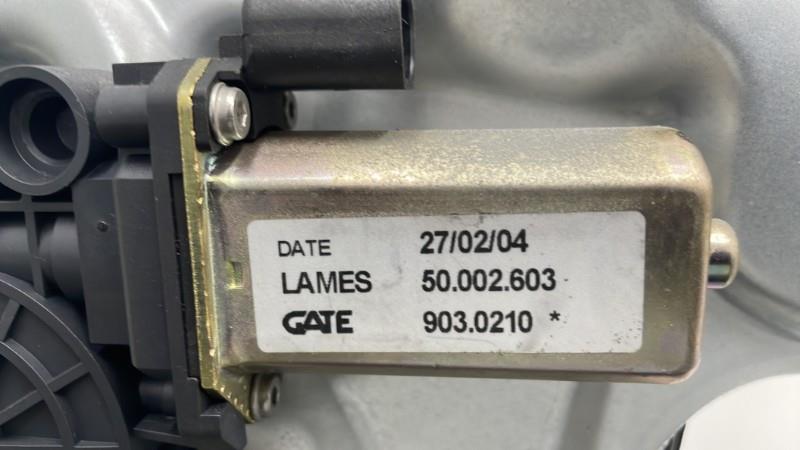 DATE 27/02/04
LAMES 50.002.603
GATE 903.0210 *